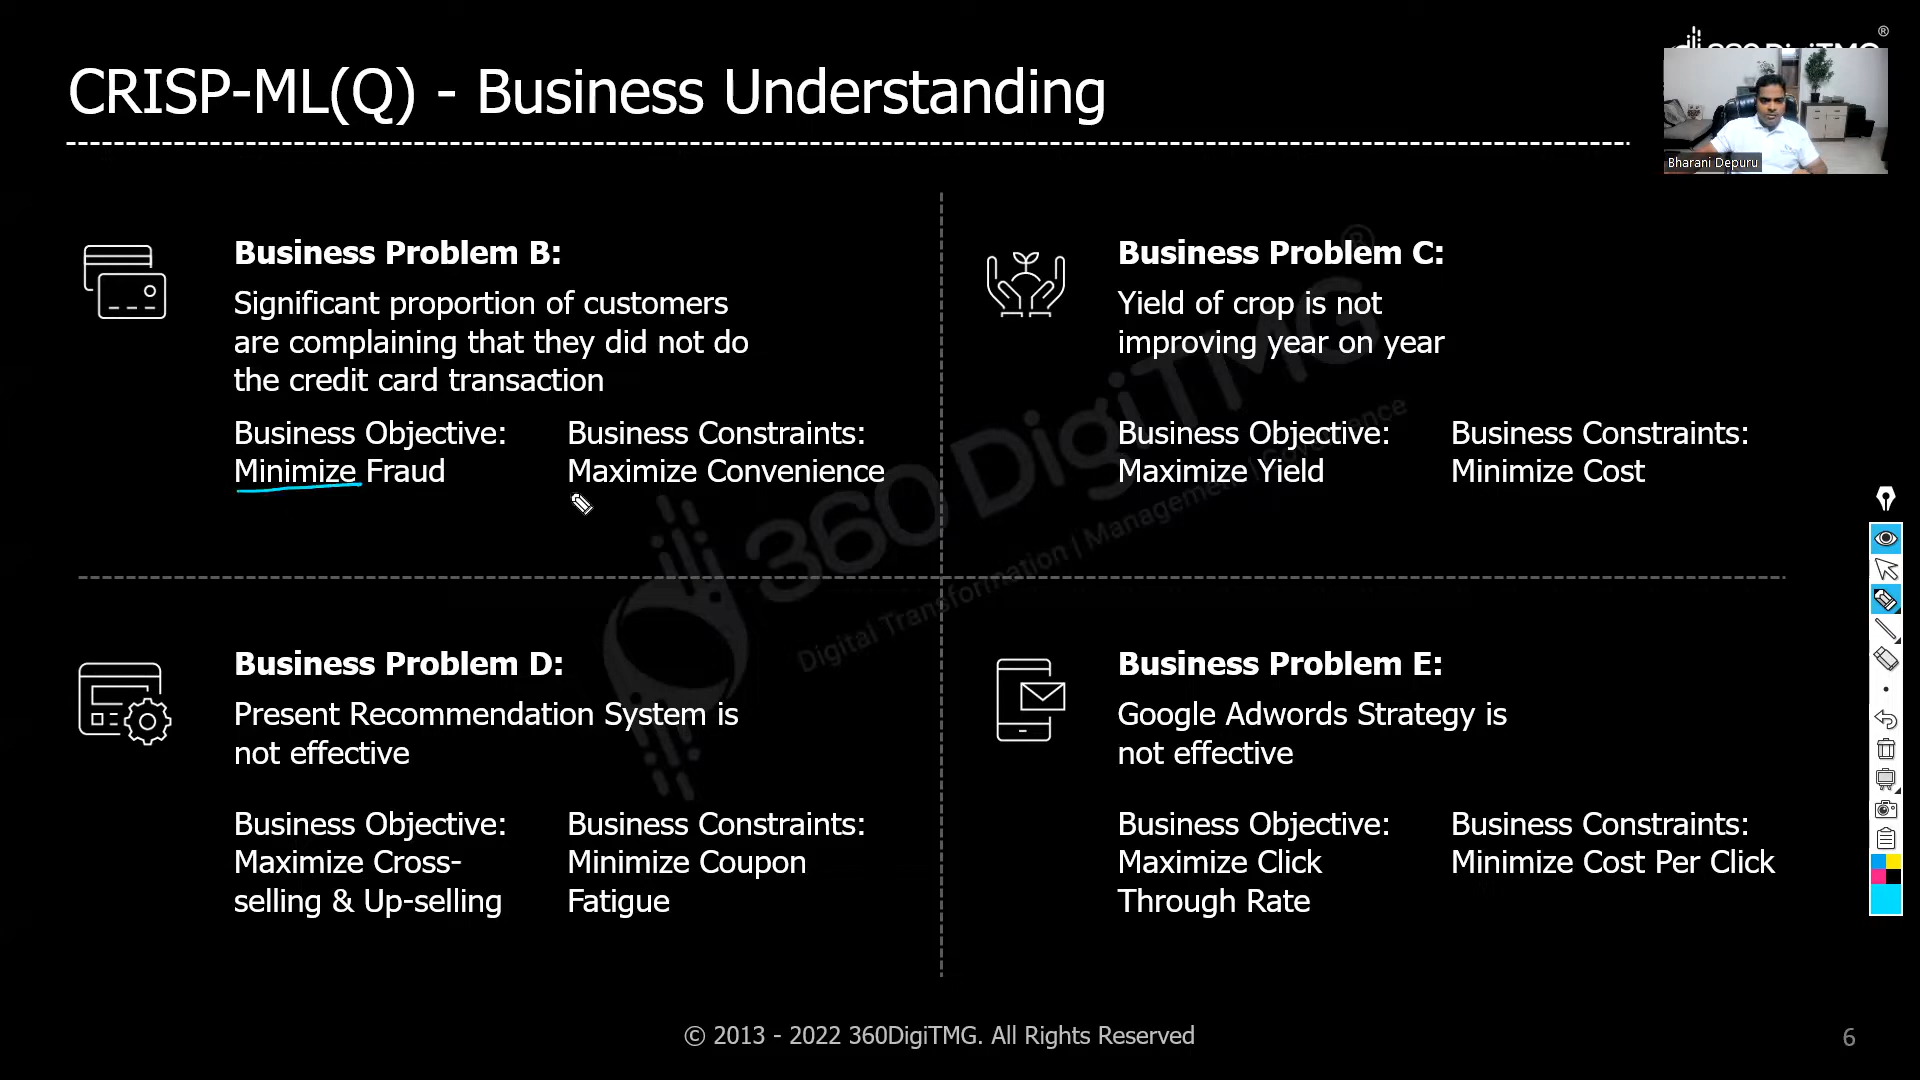 CRISP-ML(Q) - Business Understanding
®
Bharani Depuru
Business Problem B:
Significant proportion of customers
are complaining that they did not do
the credit card transaction
Business Objective:
Minimize Fraud
Business Constraints:
Maximize Convenience
Business Problem C:
Yield of crop is not
improving year on year
Business Objective:
Maximize Yield
Business Constraints:
Minimize Cost
360DigiTMG ®
Digital Transformation | Management | Governance
Business Problem D:
Present Recommendation System is
not effective
Business Objective:
Maximize Cross-
selling & Up-selling
Business Constraints:
Minimize Coupon
Fatigue
Business Problem E:
Google Adwords Strategy is
not effective
Business Objective:
Maximize Click
Through Rate
Business Constraints:
Minimize Cost Per Click
© 2013 - 2022 360DigiTMG. All Rights Reserved
6